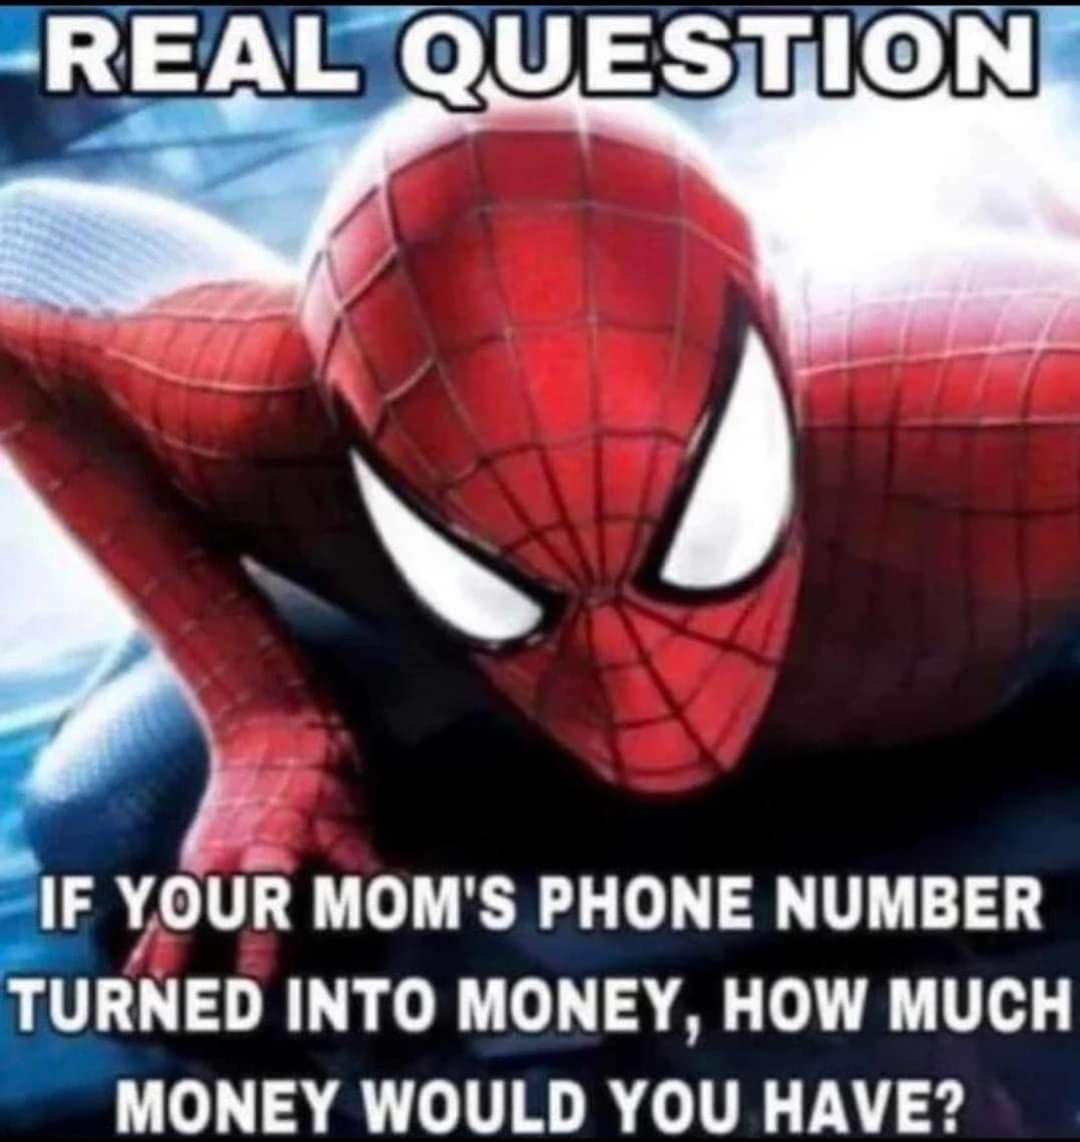 REAL QUESTION
IF YOUR MOM'S PHONE NUMBER
TURNED INTO MONEY, HOW MUCH
MONEY WOULD YOU HAVE?